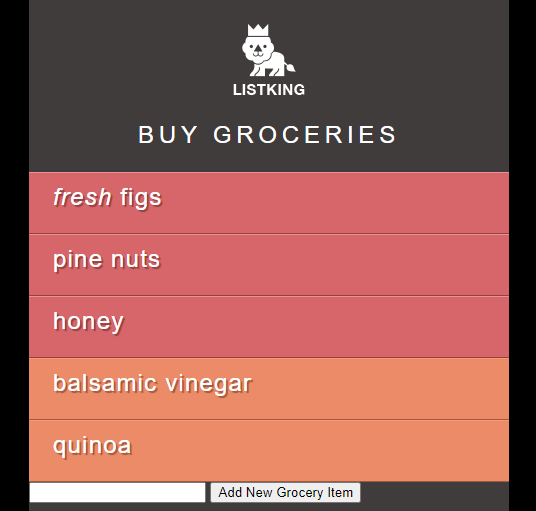 LISTKING
BUY GROCERIES
fresh figs
pine nuts
honey
balsamic vinegar
quinoa
Add New Grocery Item